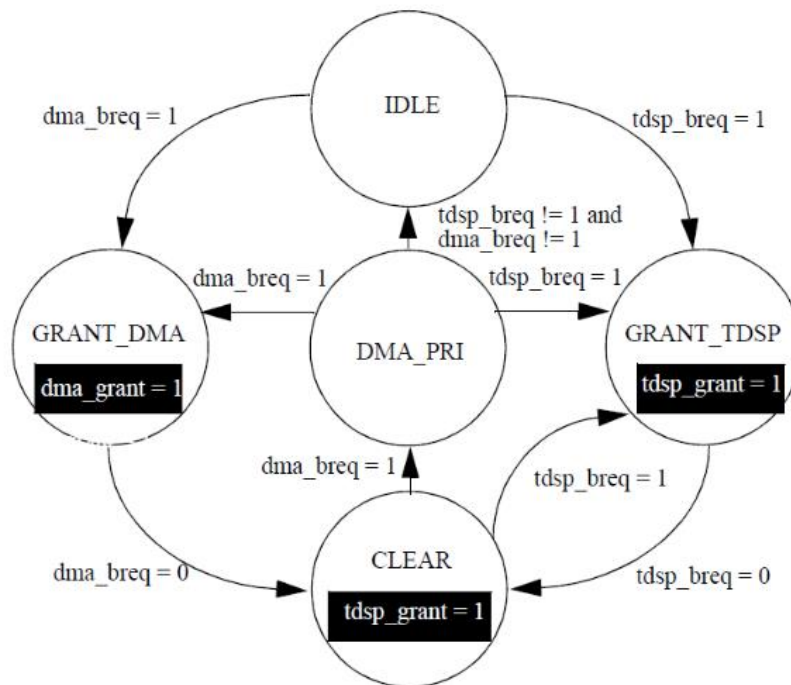 IDLE
dma_breq = 1
tdsp_breq = 1
tdsp_breq != 1 and
dma_breq != 1
dma_breq = 1
tdsp_breq = 1
GRANT_DMA
dma_grant = 1
DMA_PRI
GRANT_TDSP
tdsp_grant = 1
dma_breq = 1
tdsp_breq = 1
dma_breq = 0
CLEAR
tdsp_grant = 1
tdsp_breq = 0